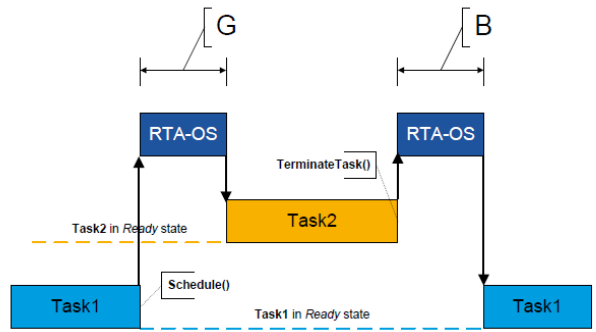 G
B
RTA-OS
RTA-OS
TerminateTask()
Task2
Task2 in Ready state
Schedule()
Task1
Task1 in Ready state
Task1